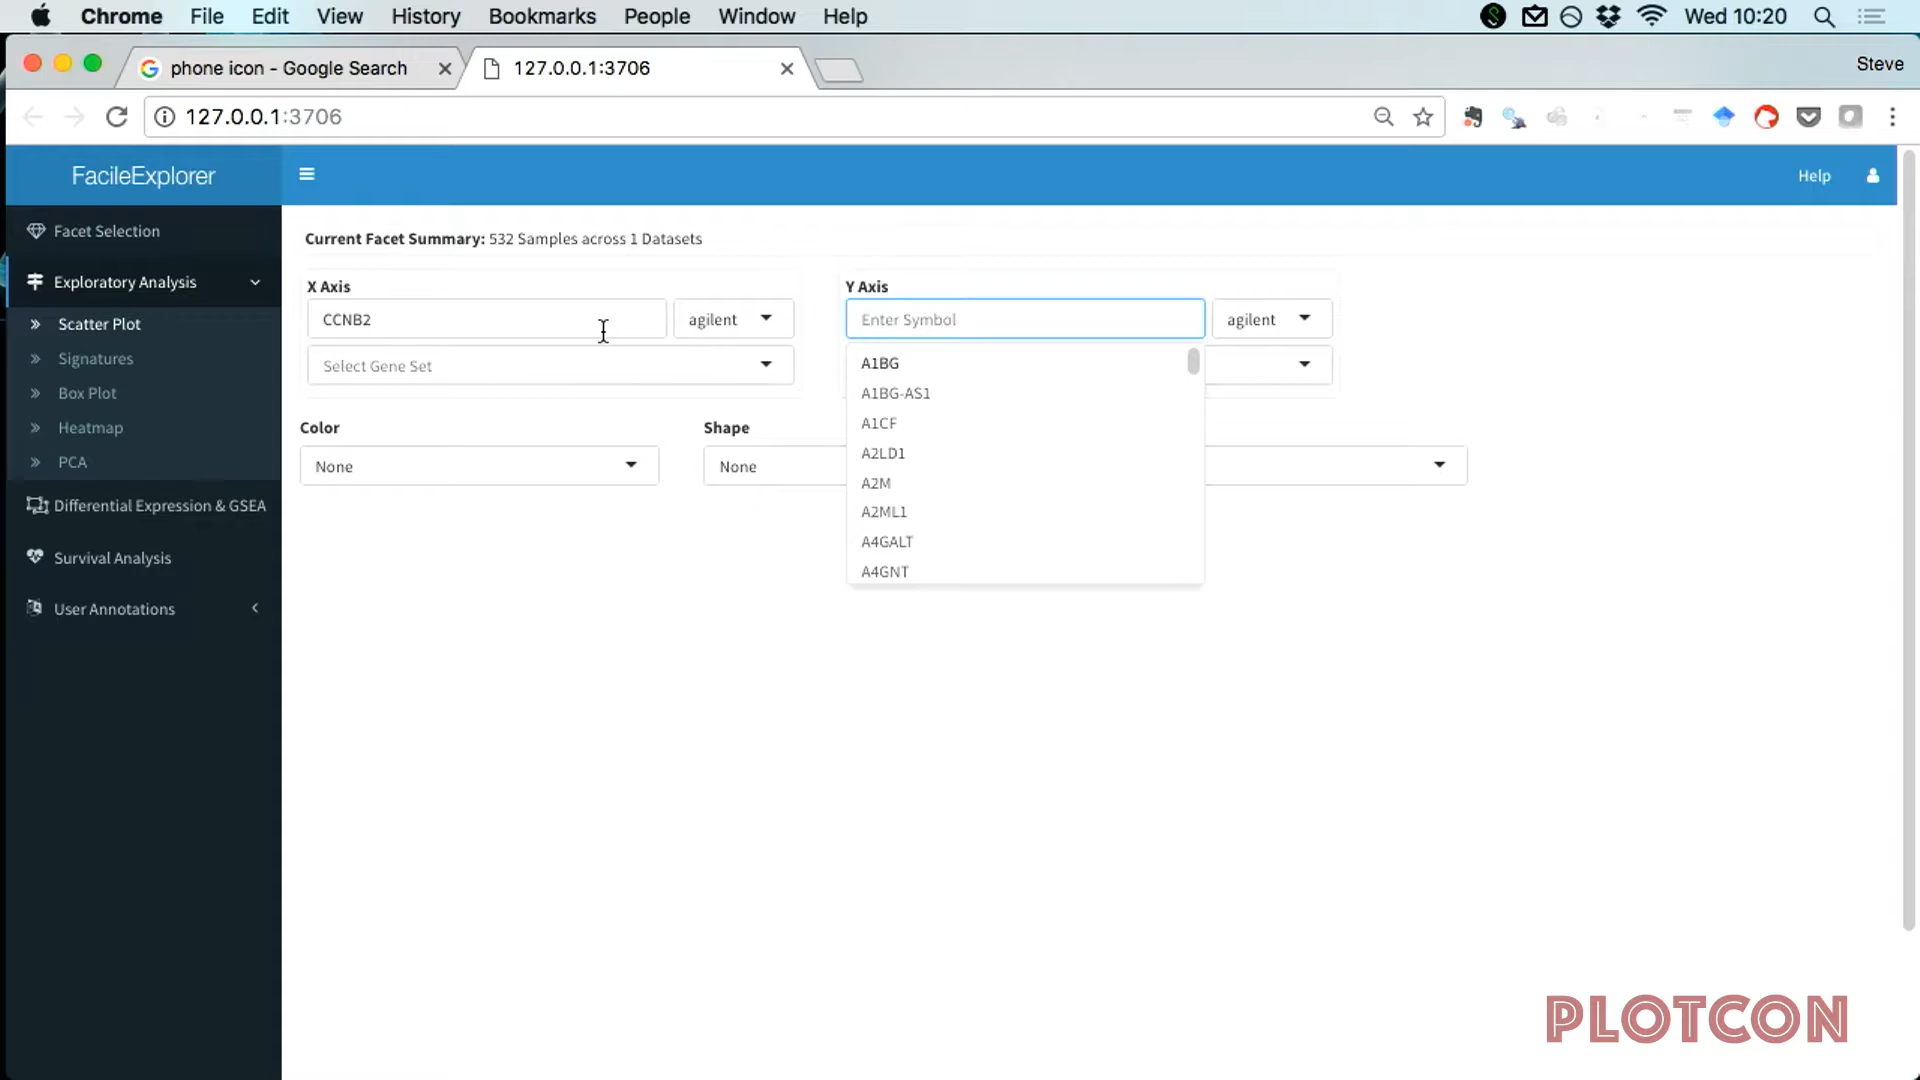 Chrome File Edit View History Bookmarks People Window Help Wed 10:20
phone icon - Google Search 127.0.0.1:3706 Steve
127.0.0.1:3706
FacileExplorer Help
Facet Selection
Exploratory Analysis
Scatter Plot
Signatures
Box Plot
Heatmap
PCA
Differential Expression & GSEA
Survival Analysis
User Annotations
Current Facet Summary: 532 Samples across 1 Datasets
X Axis
CCNB2 agilent
Select Gene Set
Y Axis
Enter Symbol agilent
A1BG
A1BG-AS1
A1CF
A2LD1
A2M
A2ML1
A4GALT
A4GNT
Color Shape
None None
PLOTCON